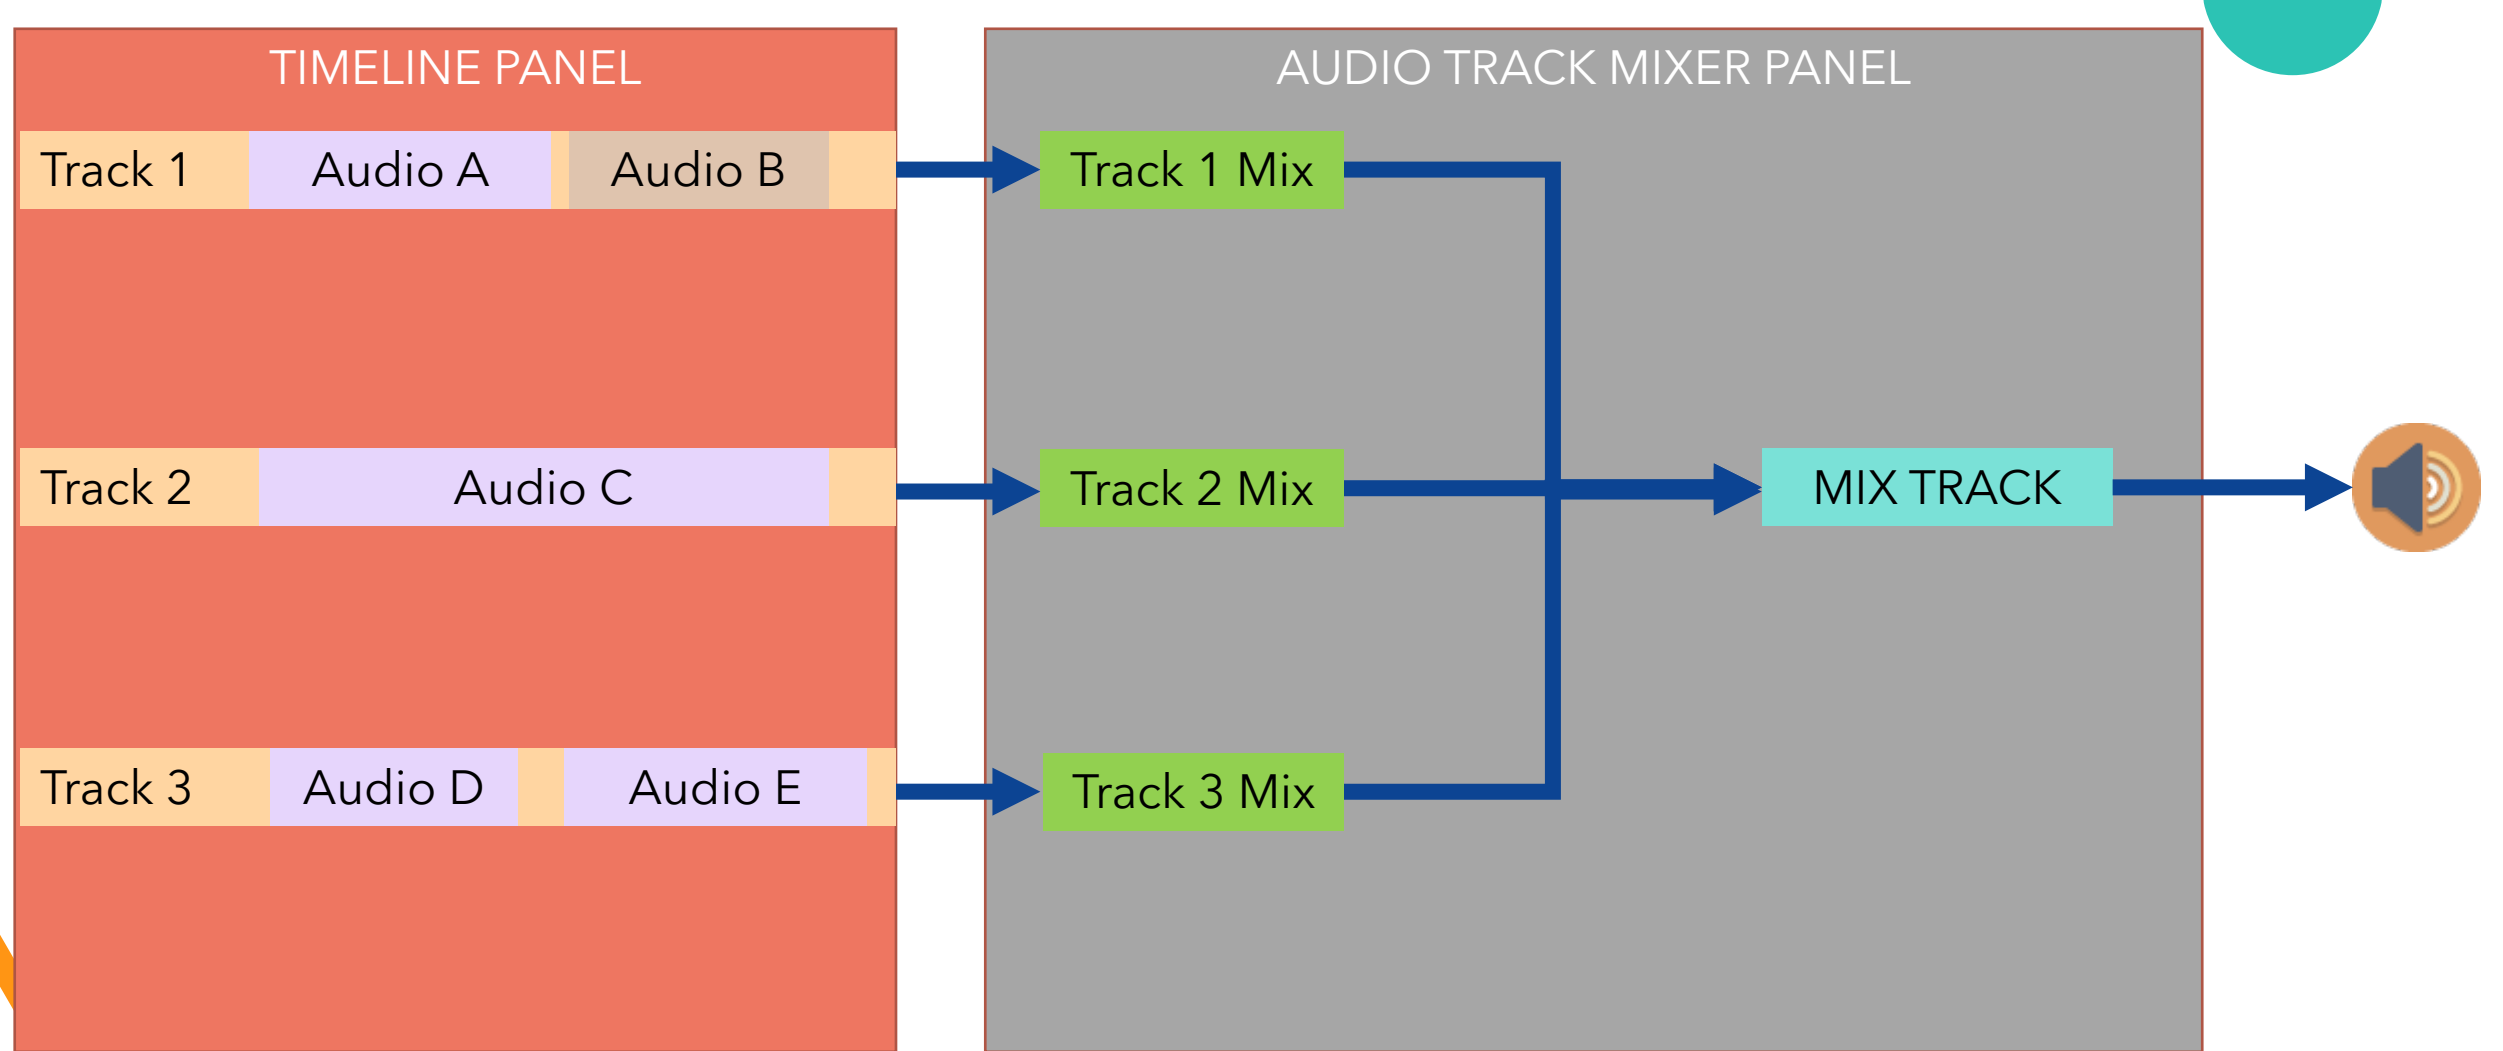 TIMELINE PANEL
AUDIO TRACK MIXER PANEL
Track 1 Audio A Audio B
Track 1 Mix
Track 2 Audio C
Track 2 Mix
MIX TRACK
Track 3 Audio D Audio E
Track 3 Mix